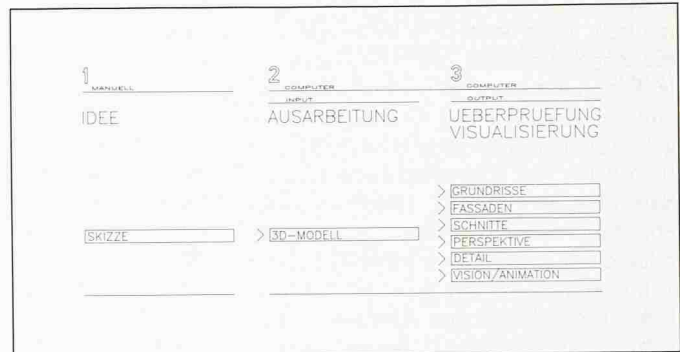 1
MANUELL
IDEE
SKIZZE
2
COMPUTER
INPUT
AUSARBEITUNG
> 3D-MODELL
3
COMPUTER
OUTPUT
UEBERPRUEFUNG
VISUALISIERUNG
> GRUNDRISSE
> FASSADEN
> SCHNITTE
> PERSPEKTIVE
> DETAIL
> VISION/ANIMATION